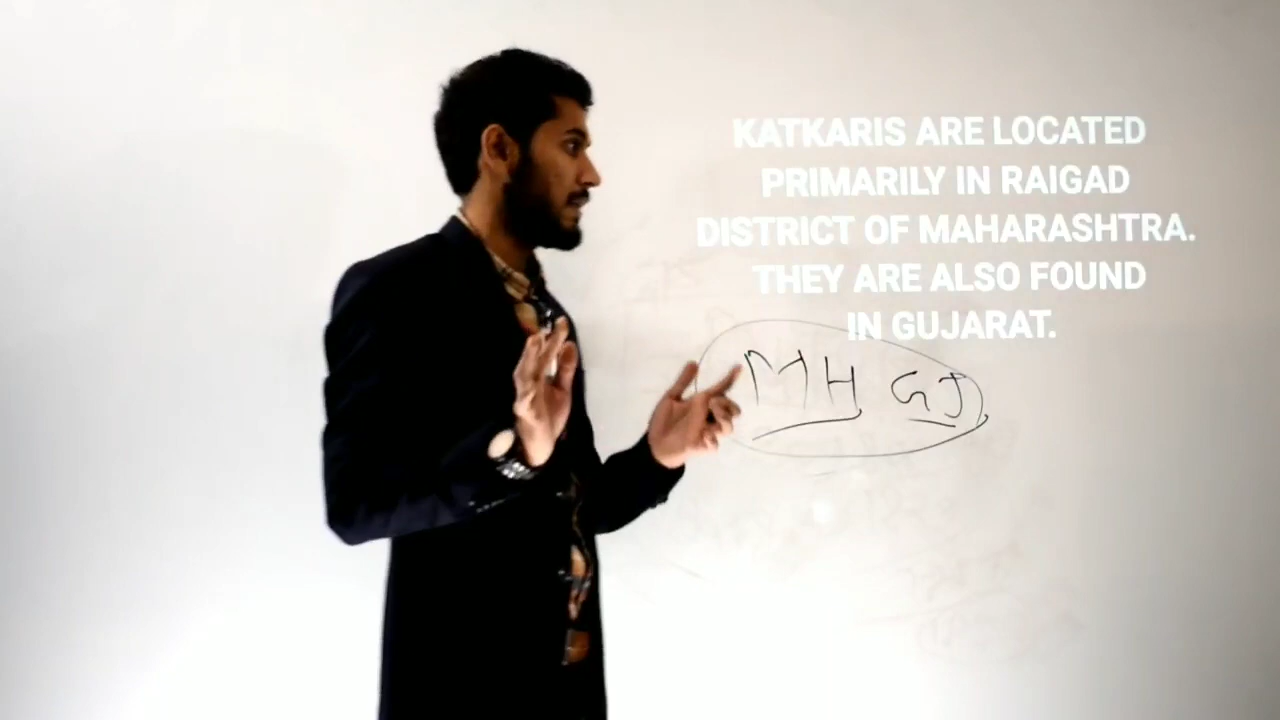 KATKARIS ARE LOCATED
PRIMARILY IN RAIGAD
DISTRICT OF MAHARASHTRA.
THEY ARE ALSO FOUND
IN GUJARAT.
MH GJ